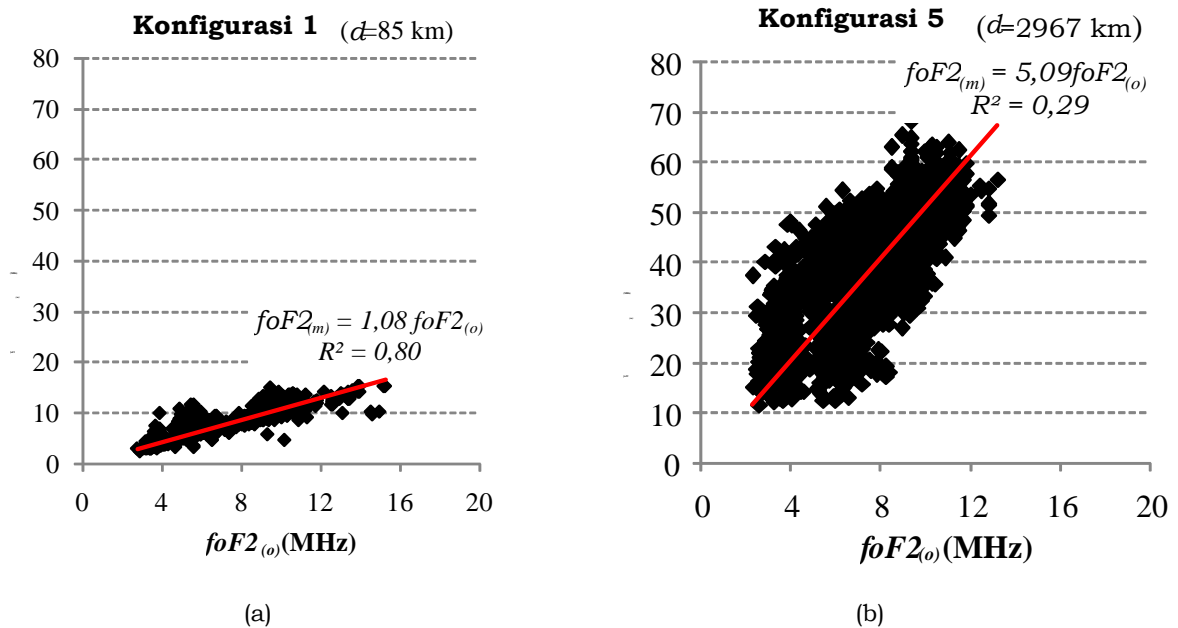 Konfigurasi 1 (d=85 km)
80
70
60
50
40
30
20
10
0
foF2(m) = 1,08 foF2(o)
R² = 0,80
0 4 8 12 16 20
foF2(o)(MHz)
(a)
Konfigurasi 5 (d=2967 km)
80
70
60
50
40
30
20
10
0
foF2(m) = 5,09foF2(o)
R² = 0,29
0 4 8 12 16 20
foF2(o)(MHz)
(b)